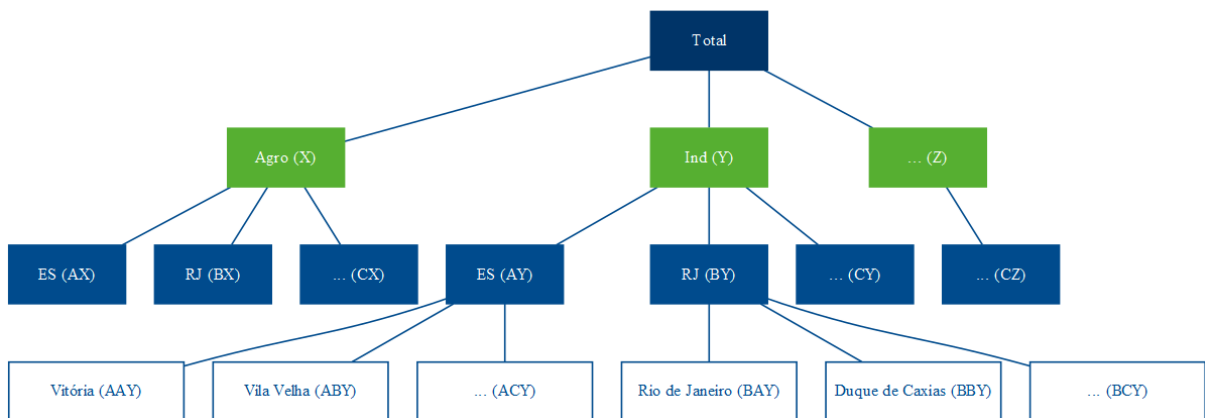 Total
Agro (X)
Ind (Y)
... (Z)
ES (AX)
RJ (BX)
... (CX)
ES (AY)
RJ (BY)
... (CY)
... (CZ)
Vitória (AAY)
Vila Velha (ABY)
... (ACY)
Rio de Janeiro (BAY)
Duque de Caxias (BBY)
... (BCY)